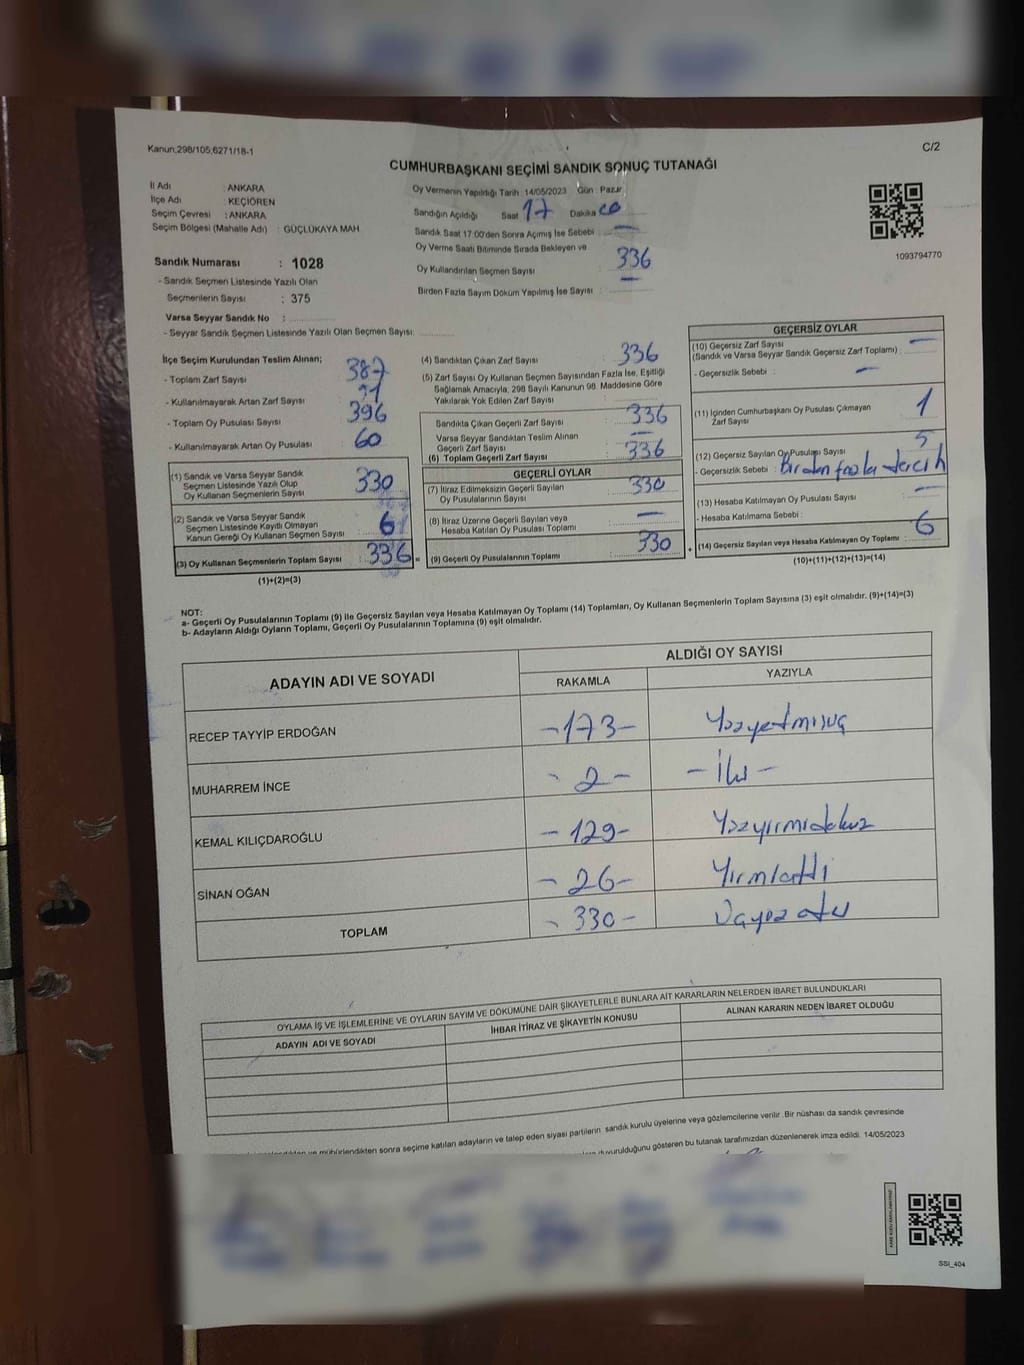 Kanun;298/105;6271/18-1
C/2
CUMHURBAŞKANI SEÇİMİ SANDIK SONUÇ TUTANAĞI
İl Adı : ANKARA
İlçe Adı : KEÇİÖREN
Seçim Çevresi : ANKARA
Seçim Bölgesi (Mahalle Adı) : GÜÇLÜKAYA MAH.
Oy Vermenin Yapıldığı Tarih : 14/05/2023 Gün : Pazar
Sandığın Açıldığı Saat 17 Dakika 00
Sandık Saat 17:00'den Sonra Açılmış İse Sebebi : —
Oy Verme Saati Bitiminde Sırada Bekleyen ve
Oy Kullandırılan Seçmen Sayısı : 336
Birden Fazla Sayım Döküm Yapılmış İse Sayısı : —
1093794770
Sandık Numarası : 1028
- Sandık Seçmen Listesinde Yazılı Olan
Seçmenlerin Sayısı : 375
Varsa Seyyar Sandık No :
- Seyyar Sandık Seçmen Listesinde Yazılı Olan Seçmen Sayısı:
İlçe Seçim Kurulundan Teslim Alınan;
- Toplam Zarf Sayısı : 387
- Kullanılmayarak Artan Zarf Sayısı :
- Toplam Oy Pusulası Sayısı : 396
- Kullanılmayarak Artan Oy Pusulası : 60
(1) Sandık ve Varsa Seyyar Sandık
Seçmen Listesinde Yazılı Olup
Oy Kullanan Seçmenlerin Sayısı : 330
(2) Sandık ve Varsa Seyyar Sandık
Seçmen Listesinde Kayıtlı Olmayan
Kanun Gereği Oy Kullanan Seçmen Sayısı : 6
(3) Oy Kullanan Seçmenlerin Toplam Sayısı : 336 =
(1)+(2)=(3)
(4) Sandıktan Çıkan Zarf Sayısı : 336
(5) Zarf Sayısı Oy Kullanan Seçmen Sayısından Fazla İse, Eşitliği
Sağlamak Amacıyla, 298 Sayılı Kanunun 98. Maddesine Göre
Yakılarak Yok Edilen Zarf Sayısı :
Sandıkta Çıkan Geçerli Zarf Sayısı : 336
Varsa Seyyar Sandıktan Teslim Alınan
Geçerli Zarf Sayısı : —
(6) Toplam Geçerli Zarf Sayısı : 336
GEÇERLİ OYLAR
(7) İtiraz Edilmeksizin Geçerli Sayılan
Oy Pusulalarının Sayısı : 330
(8) İtiraz Üzerine Geçerli Sayılan veya
Hesaba Katılan Oy Pusulası Toplamı : —
(9) Geçerli Oy Pusulalarının Toplamı : 330 +
GEÇERSİZ OYLAR
(10) Geçersiz Zarf Sayısı
(Sandık ve Varsa Seyyar Sandık Geçersiz Zarf Toplamı) : —
- Geçersizlik Sebebi : —
(11) İçinden Cumhurbaşkanı Oy Pusulası Çıkmayan
Zarf Sayısı : 1
(12) Geçersiz Sayılan Oy Pusulası Sayısı : 5
- Geçersizlik Sebebi : Birden fazla tercih
(13) Hesaba Katılmayan Oy Pusulası Sayısı : —
- Hesaba Katılmama Sebebi :
(14) Geçersiz Sayılan veya Hesaba Katılmayan Oy Toplamı : 6
(10)+(11)+(12)+(13)=(14)
NOT:
a- Geçerli Oy Pusulalarının Toplamı (9) ile Geçersiz Sayılan veya Hesaba Katılmayan Oy Toplamı (14) Toplamları, Oy Kullanan Seçmenlerin Toplam Sayısına (3) eşit olmalıdır. (9)+(14)=(3)
b- Adayların Aldığı Oyların Toplamı, Geçerli Oy Pusulalarının Toplamına (9) eşit olmalıdır.
ADAYIN ADI VE SOYADI
ALDIĞI OY SAYISI
RAKAMLA YAZIYLA
RECEP TAYYİP ERDOĞAN -173- Yüzyetmişüç
MUHARREM İNCE - 2 - - İki -
KEMAL KILIÇDAROĞLU - 129- Yüzyirmidokuz
SİNAN OĞAN - 26- Yirmialtı
TOPLAM - 330 - Üçyüz otuz
OYLAMA İŞ VE İŞLEMLERİNE VE OYLARIN SAYIM VE DÖKÜMÜNE DAİR ŞİKAYETLERLE BUNLARA AİT KARARLARIN NELERDEN İBARET BULUNDUKLARI
ADAYIN ADI VE SOYADI İHBAR İTİRAZ VE ŞİKAYETİN KONUSU ALINAN KARARIN NEDEN İBARET OLDUĞU
mühürlendikten sonra seçime katılan adayların ve talep eden siyasi partilerin sandık kurulu üyelerine veya gözlemcilerine verilir. Bir nüshası da sandık çevresinde
duyurulduğunu gösteren bu tutanak tarafımızdan düzenlenerek imza edildi. 14/05/2023
SSI_404